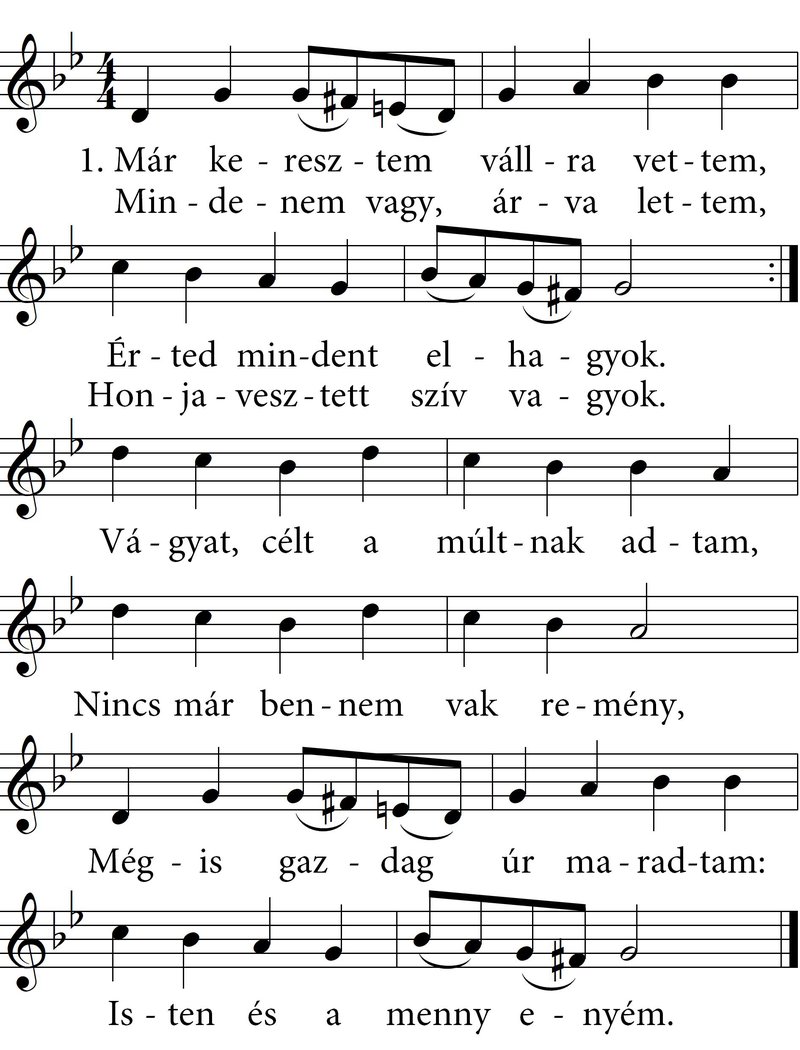 4
4
1. Már ke - resz - tem váll - ra vet - tem,
Min - de - nem vagy, ár - va let - tem,
Ér - ted min - dent el - ha - gyok.
Hon - ja - vesz - tett szív va - gyok.
Vá - gyat, célt a múlt - nak ad - tam,
Nincs már ben - nem vak re - mény,
Még - is gaz - dag úr ma - rad - tam:
Is - ten és a menny e - nyém.